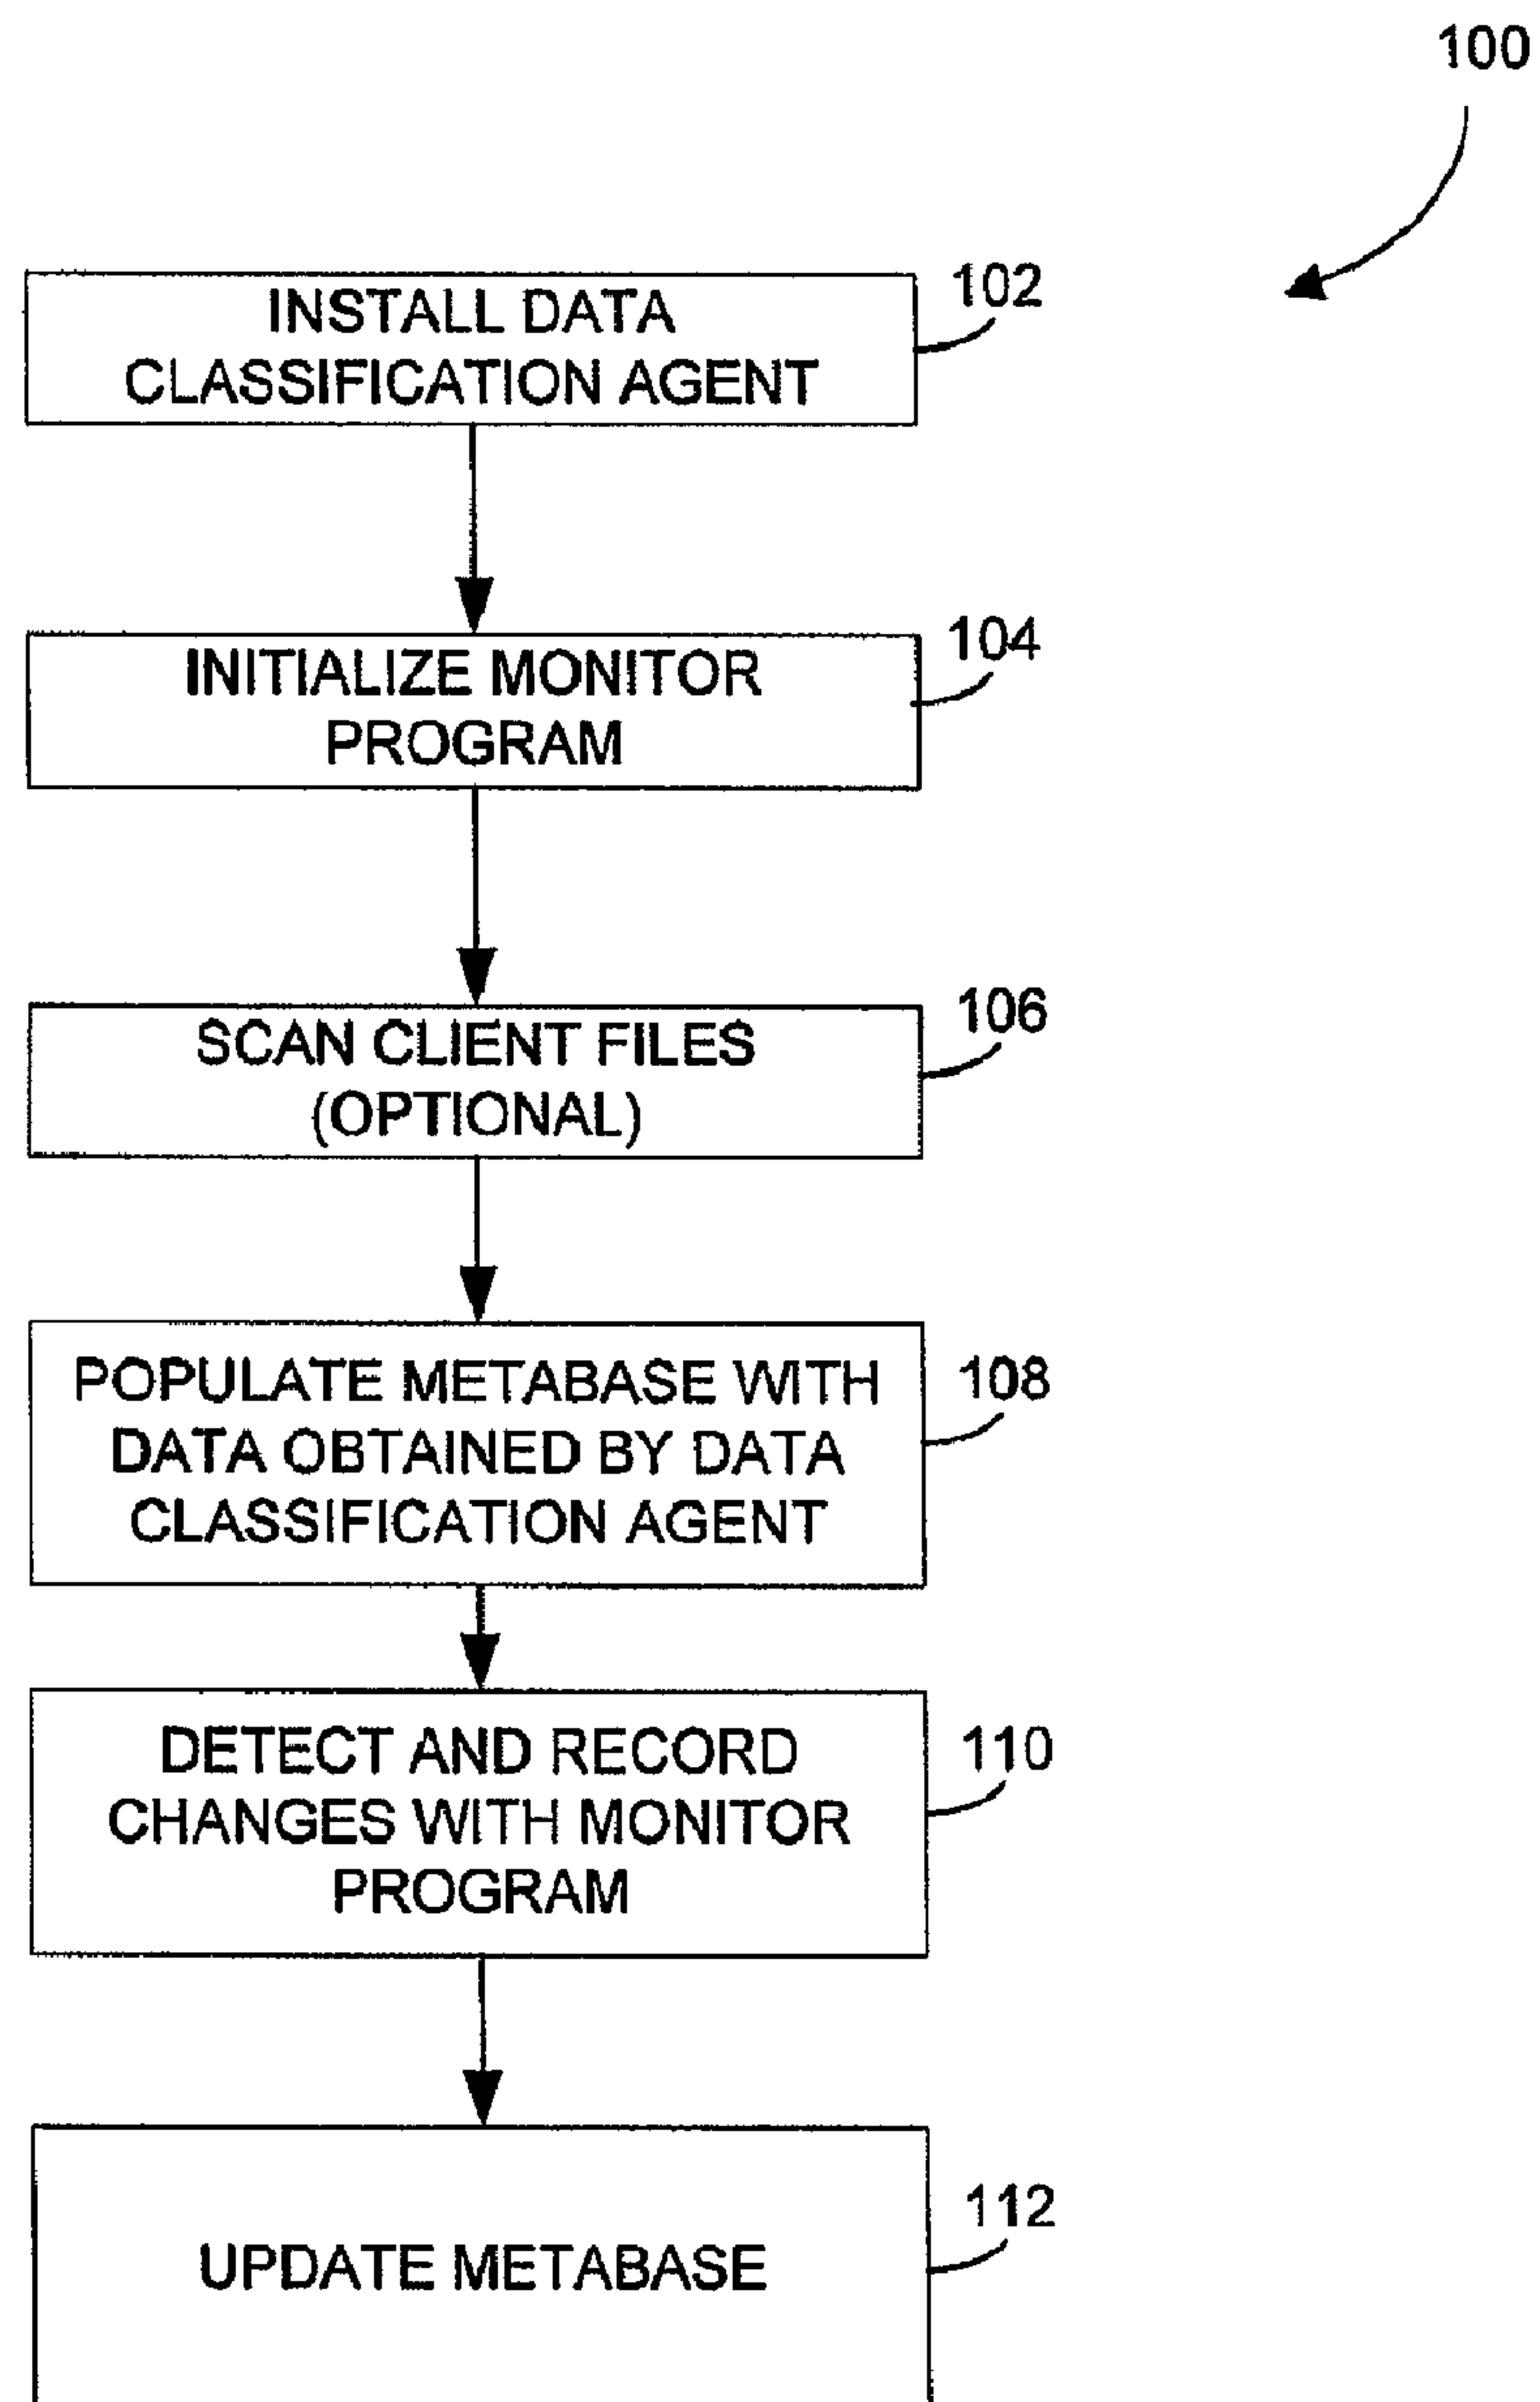 100
INSTALL DATA
CLASSIFICATION AGENT
102
INITIALIZE MONITOR
PROGRAM
104
SCAN CLIENT FILES
(OPTIONAL)
106
POPULATE METABASE WITH
DATA OBTAINED BY DATA
CLASSIFICATION AGENT
108
DETECT AND RECORD
CHANGES WITH MONITOR
PROGRAM
110
UPDATE METABASE
112